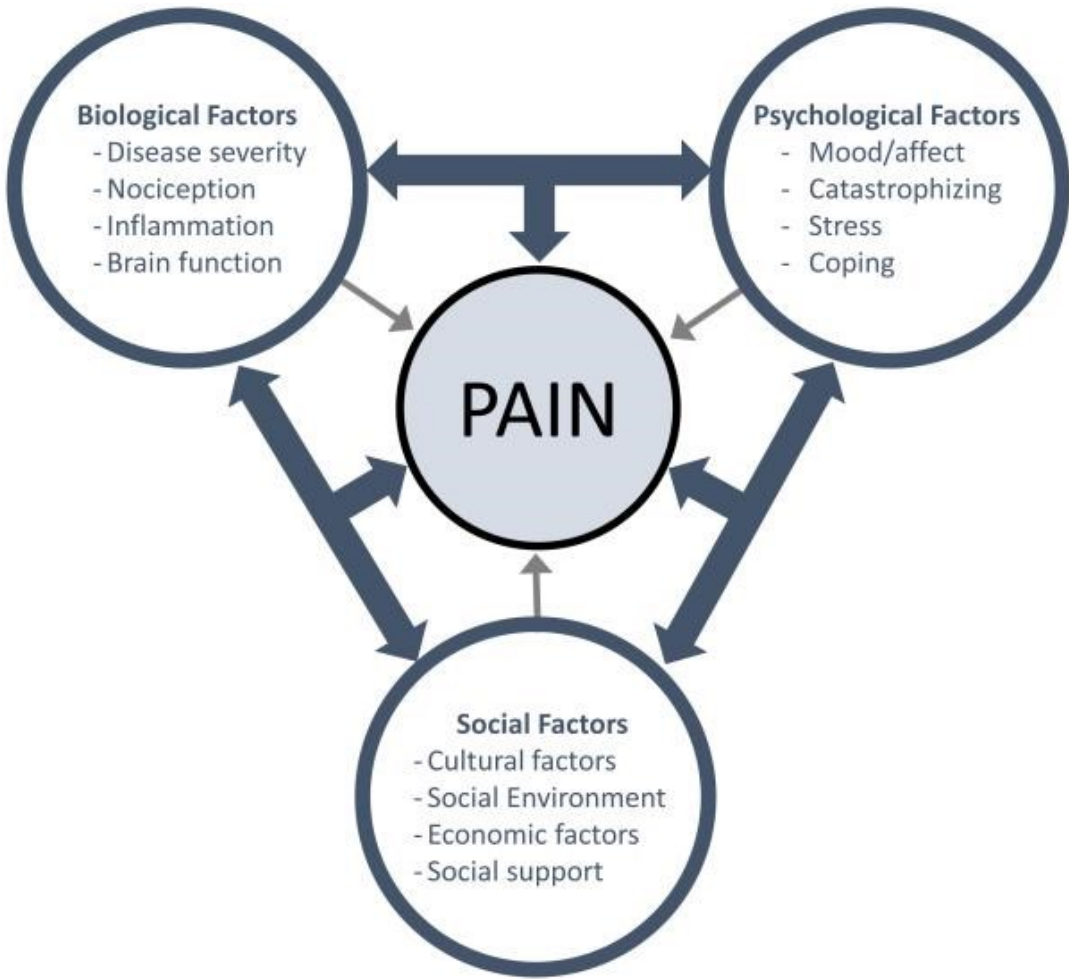 Biological Factors
- Disease severity
- Nociception
- Inflammation
- Brain function
Psychological Factors
- Mood/affect
- Catastrophizing
- Stress
- Coping
PAIN
Social Factors
- Cultural factors
- Social Environment
- Economic factors
- Social support